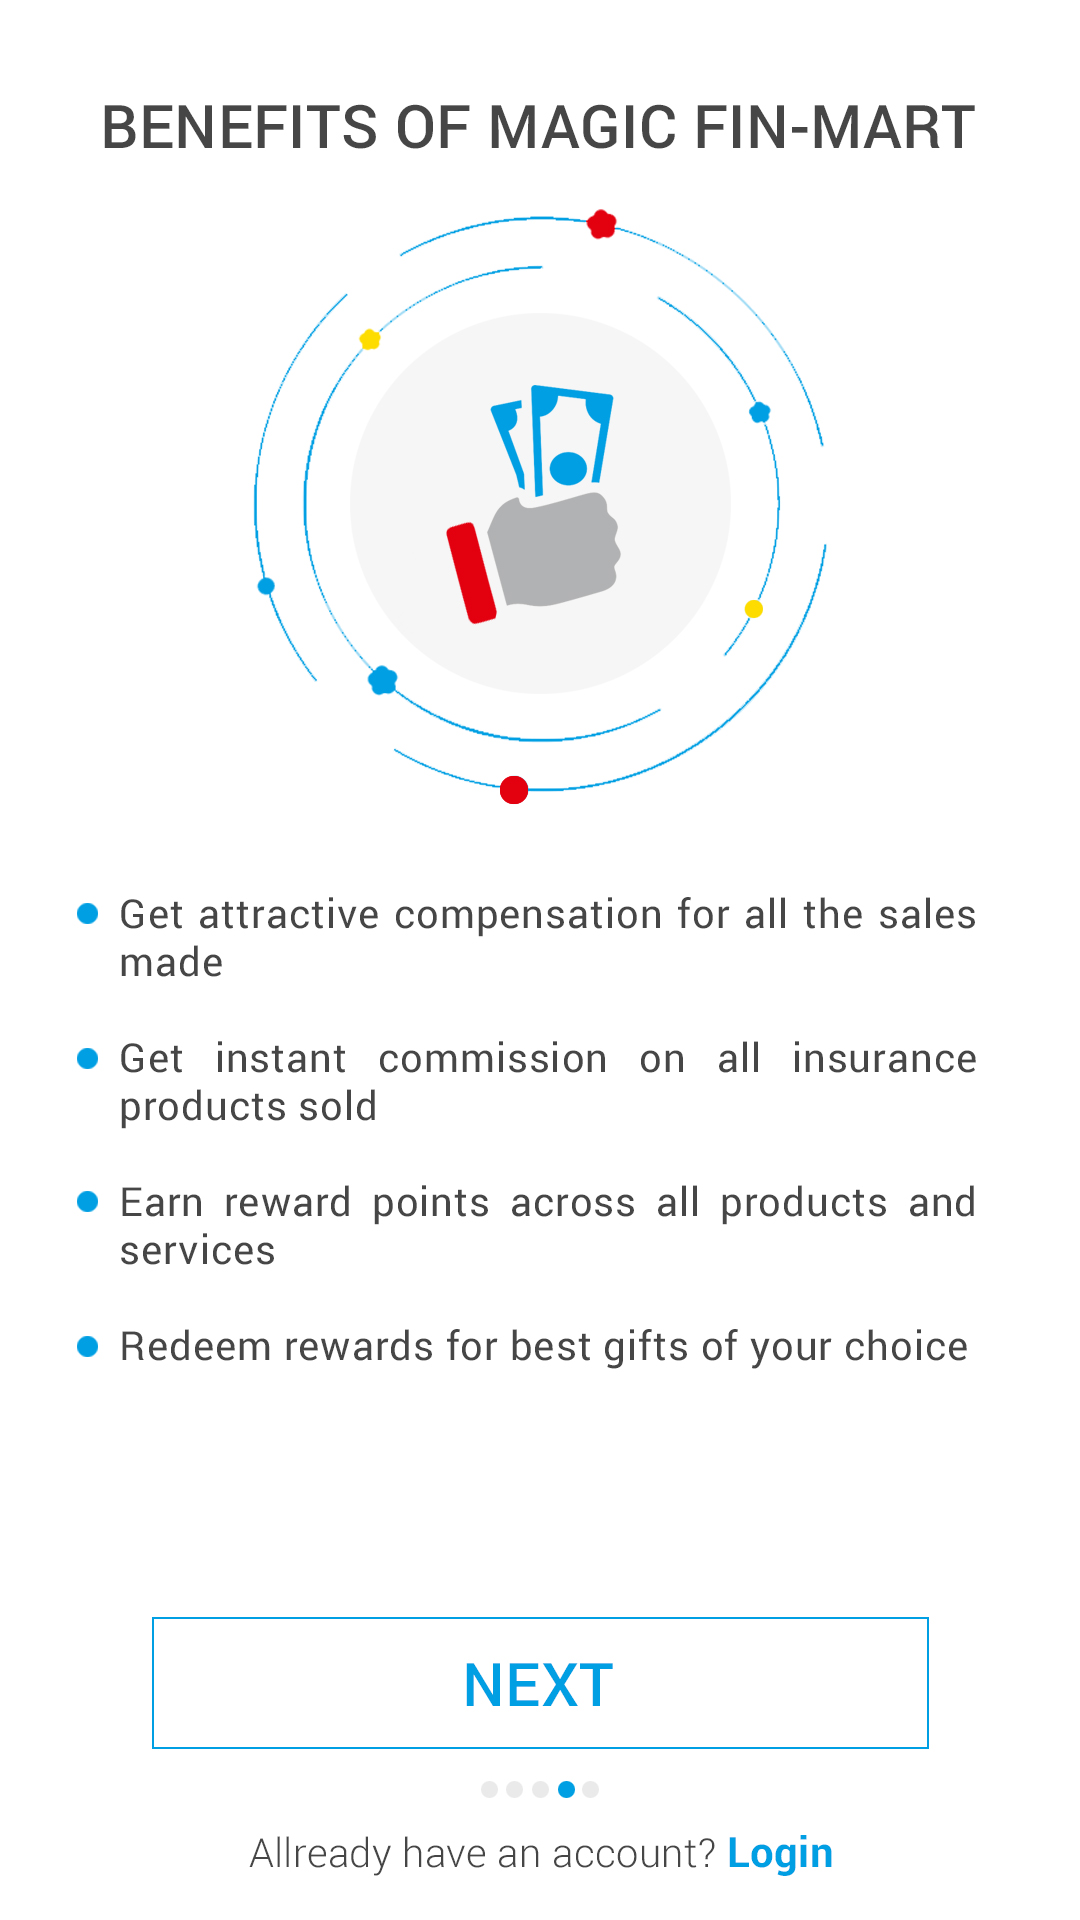 BENEFITS OF MAGIC FIN-MART
Get attractive compensation for all the sales
made
Get instant commission on all insurance
products sold
Earn reward points across all products and
services
Redeem rewards for best gifts of your choice
NEXT
Allready have an account? Login